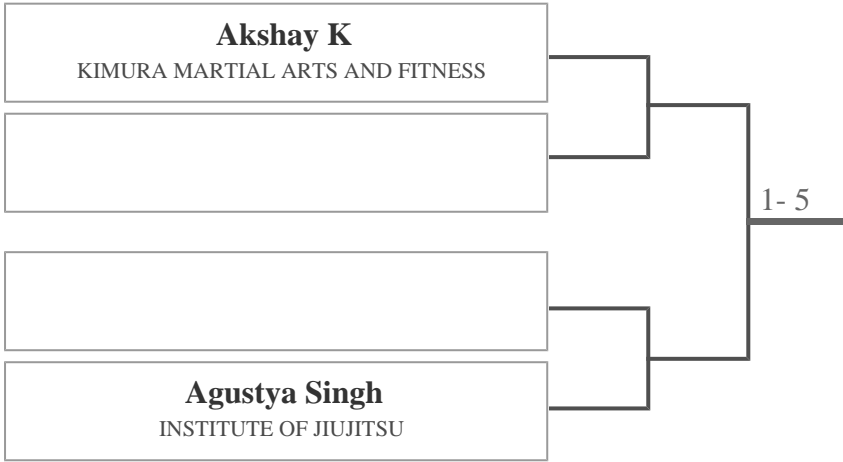 Akshay K
KIMURA MARTIAL ARTS AND FITNESS
1- 5
Agustya Singh
INSTITUTE OF JIUJITSU